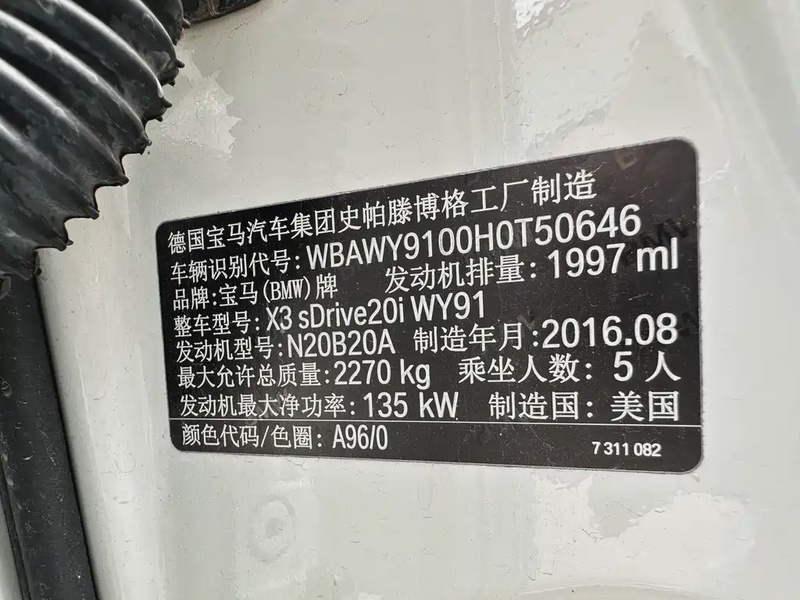 德国宝马汽车集团史帕滕博格工厂制造
车辆识别代号: WBAWY9100H0T50646
品牌: 宝马(BMW)牌 发动机排量: 1997 ml
整车型号: X3 sDrive20i WY91
发动机型号: N20B20A 制造年月: 2016.08
最大允许总质量: 2270 kg 乘坐人数: 5 人
发动机最大净功率: 135 kW 制造国: 美国
颜色代码/色圈: A96/0
7 311 082